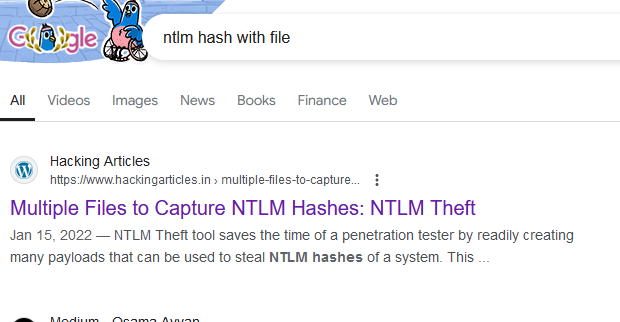 Google
ntlm hash with file
All Videos Images News Books Finance Web
Hacking Articles
https://www.hackingarticles.in › multiple-files-to-capture...
Multiple Files to Capture NTLM Hashes: NTLM Theft
Jan 15, 2022 — NTLM Theft tool saves the time of a penetration tester by readily creating
many payloads that can be used to steal NTLM hashes of a system. This ...
Medium · Osama Ayyan